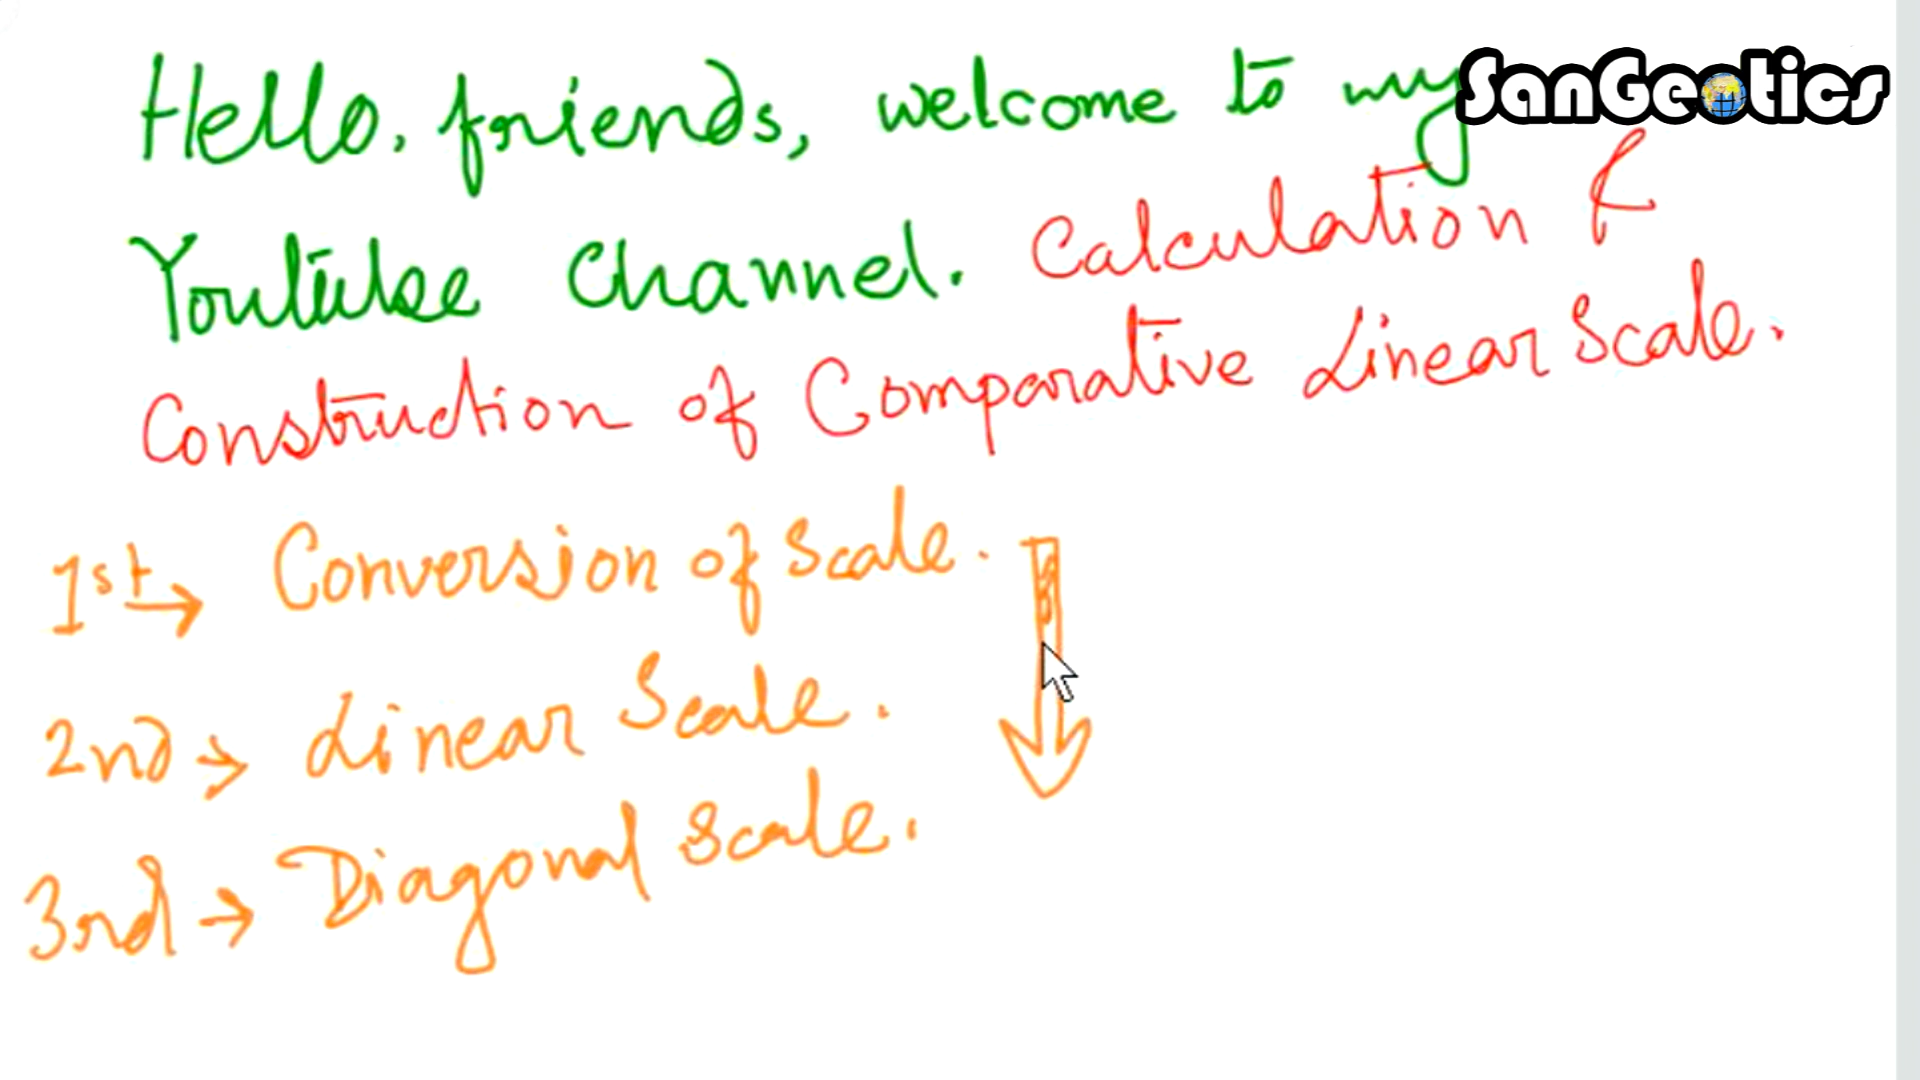 Hello, friends, welcome to my
SanGeotics
Youtube Channel. Calculation &
Construction of Comparative Linear Scale.
1st → Conversion of Scale.
2nd → Linear Scale.
3rd → Diagonal Scale.